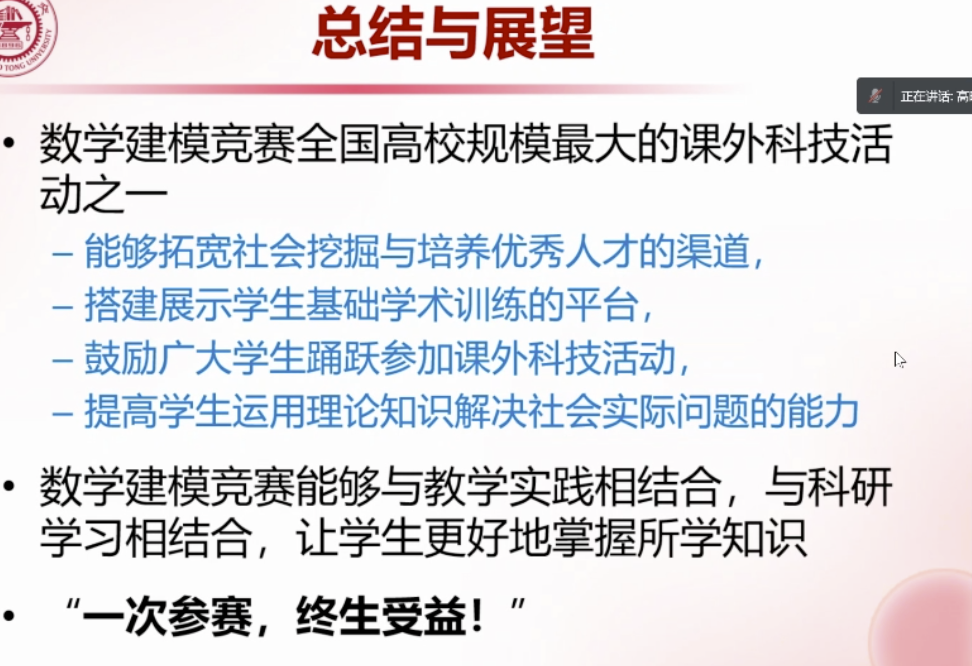 总结与展望
正在讲话: 高
• 数学建模竞赛全国高校规模最大的课外科技活
动之一
– 能够拓宽社会挖掘与培养优秀人才的渠道，
– 搭建展示学生基础学术训练的平台，
– 鼓励广大学生踊跃参加课外科技活动，
– 提高学生运用理论知识解决社会实际问题的能力
• 数学建模竞赛能够与教学实践相结合，与科研
学习相结合，让学生更好地掌握所学知识
• “一次参赛，终生受益！”